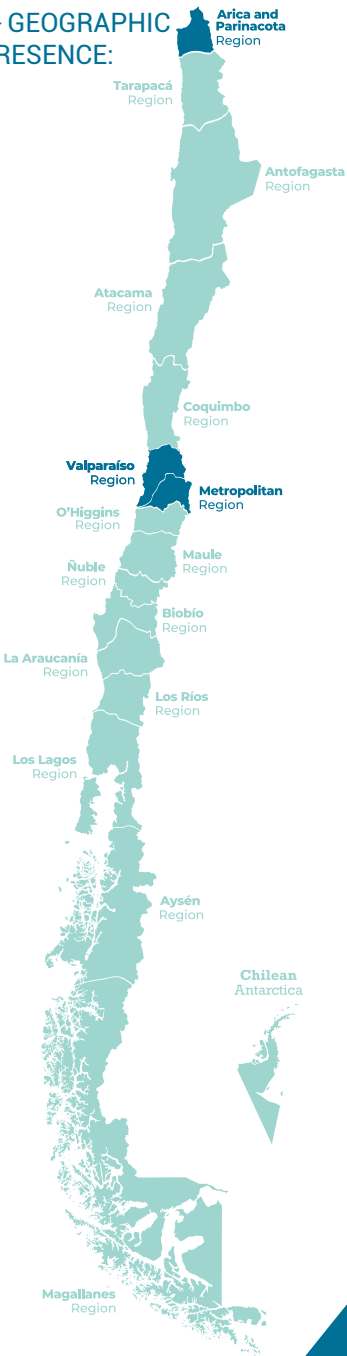 GEOGRAPHIC
RESENCE:
Arica and
Parinacota
Region
Tarapacá
Region
Antofagasta
Region
Atacama
Region
Coquimbo
Region
Valparaíso
Region
Metropolitan
Region
O'Higgins
Region
Maule
Region
Ñuble
Region
Biobío
Region
La Araucanía
Region
Los Ríos
Region
Los Lagos
Region
Aysén
Region
Chilean
Antarctica
Magallanes
Region